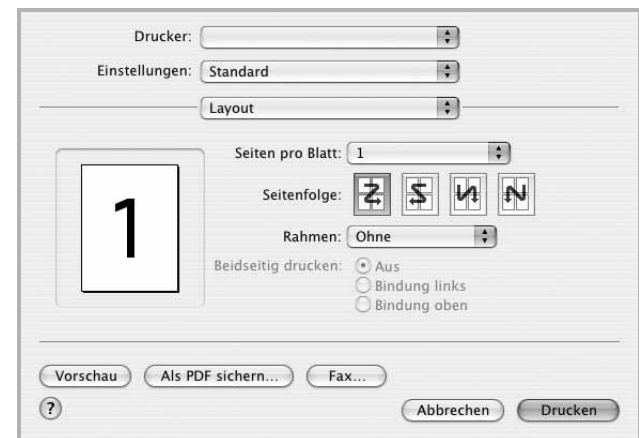 Drucker:
Einstellungen: Standard
Layout
Seiten pro Blatt: 1
Seitenfolge:
Rahmen: Ohne
Beidseitig drucken: Aus
Bindung links
Bindung oben
1
Vorschau Als PDF sichern... Fax...
? Abbrechen Drucken